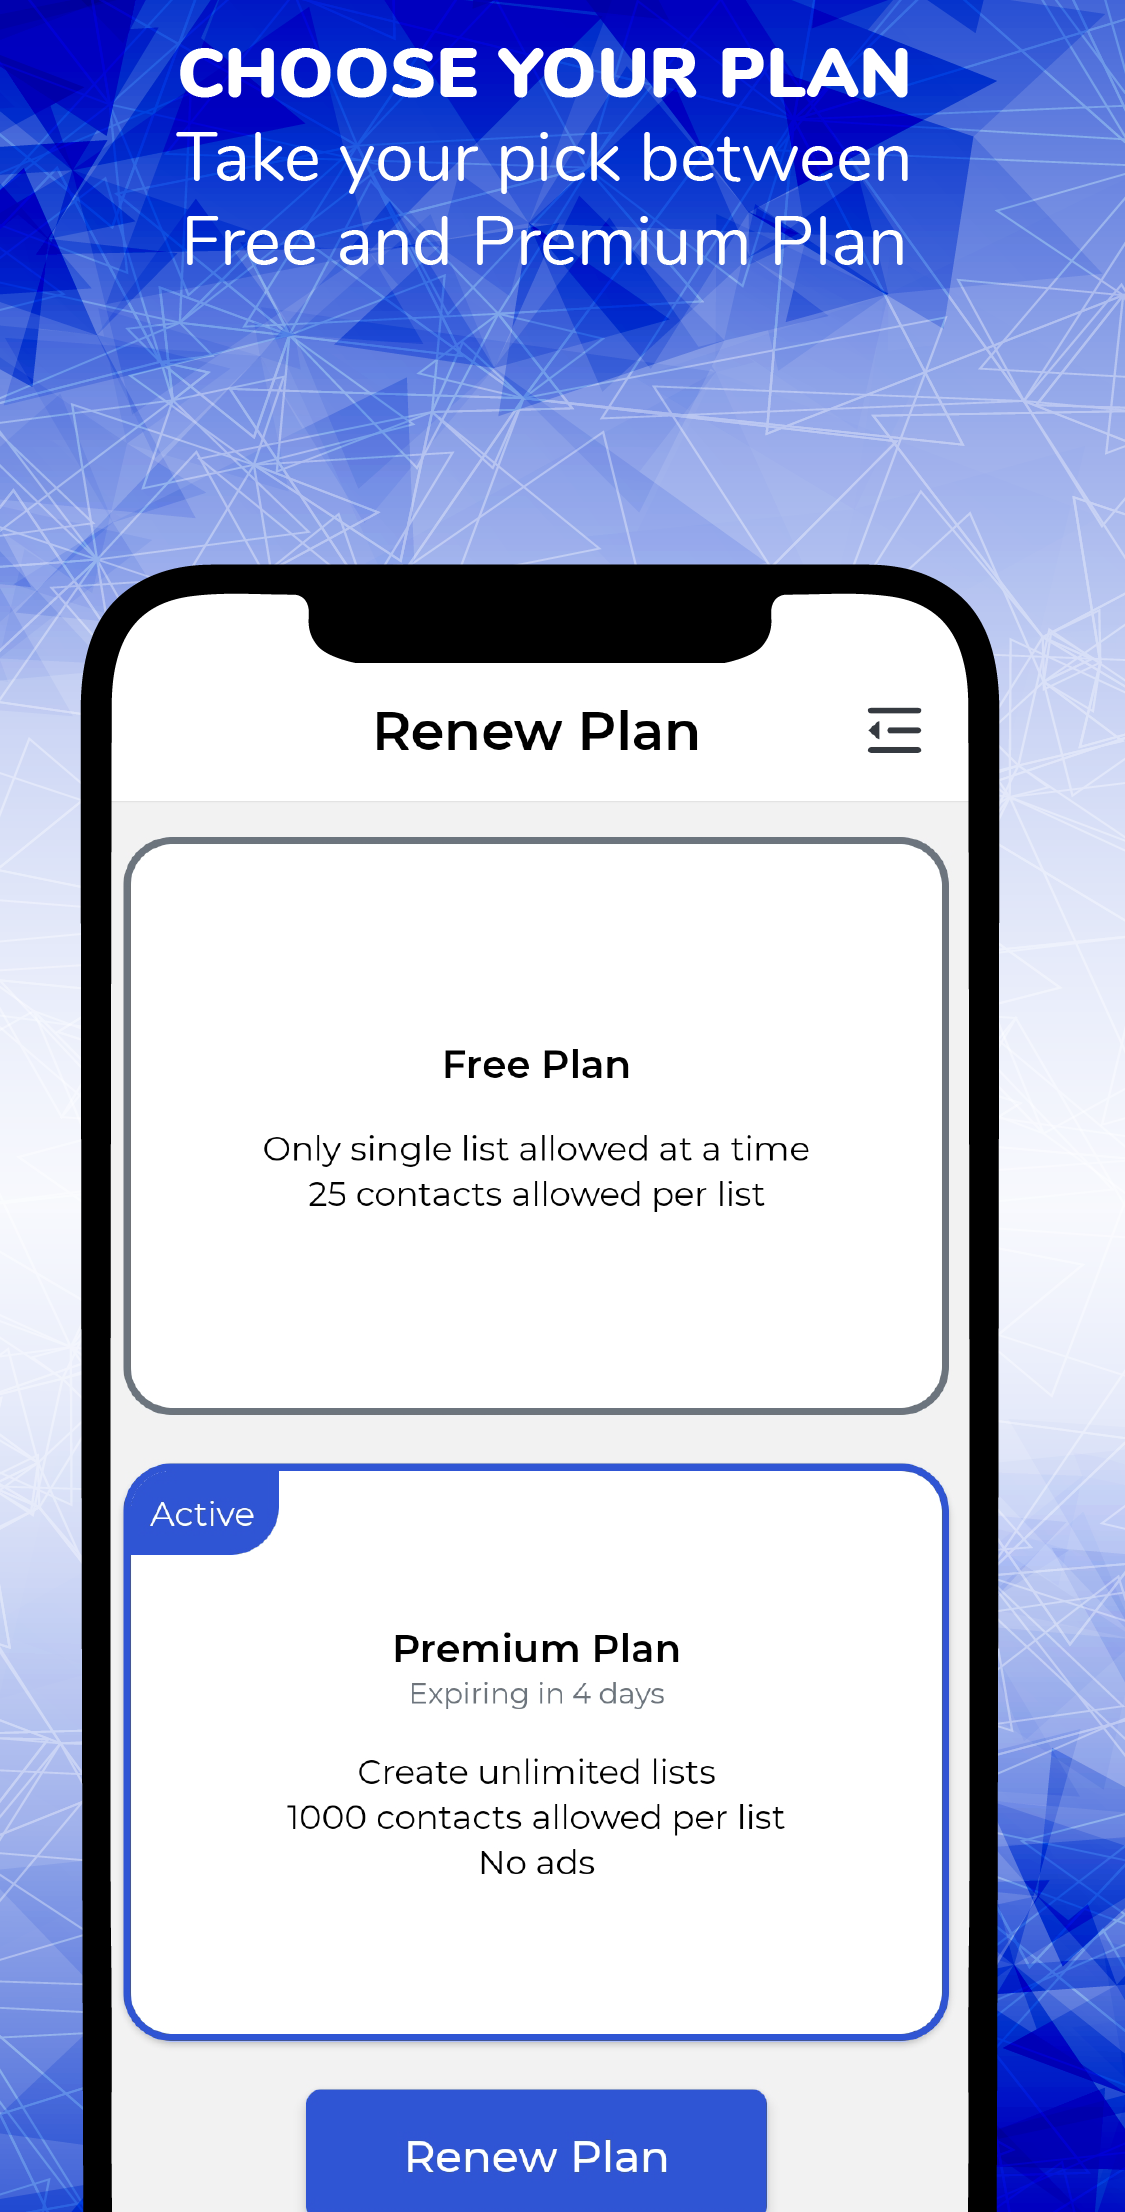 CHOOSE YOUR PLAN
Take your pick between
Free and Premium Plan
Renew Plan
Free Plan
Only single list allowed at a time
25 contacts allowed per list
Active
Premium Plan
Expiring in 4 days
Create unlimited lists
1000 contacts allowed per list
No ads
Renew Plan